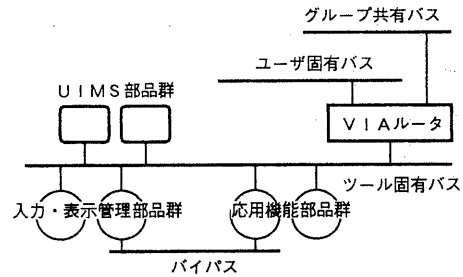 グループ共有バス
ユーザ固有バス
ＵＩＭＳ部品群
ＶＩＡルータ
ツール固有バス
入力・表示管理部品群
応用機能部品群
バイパス